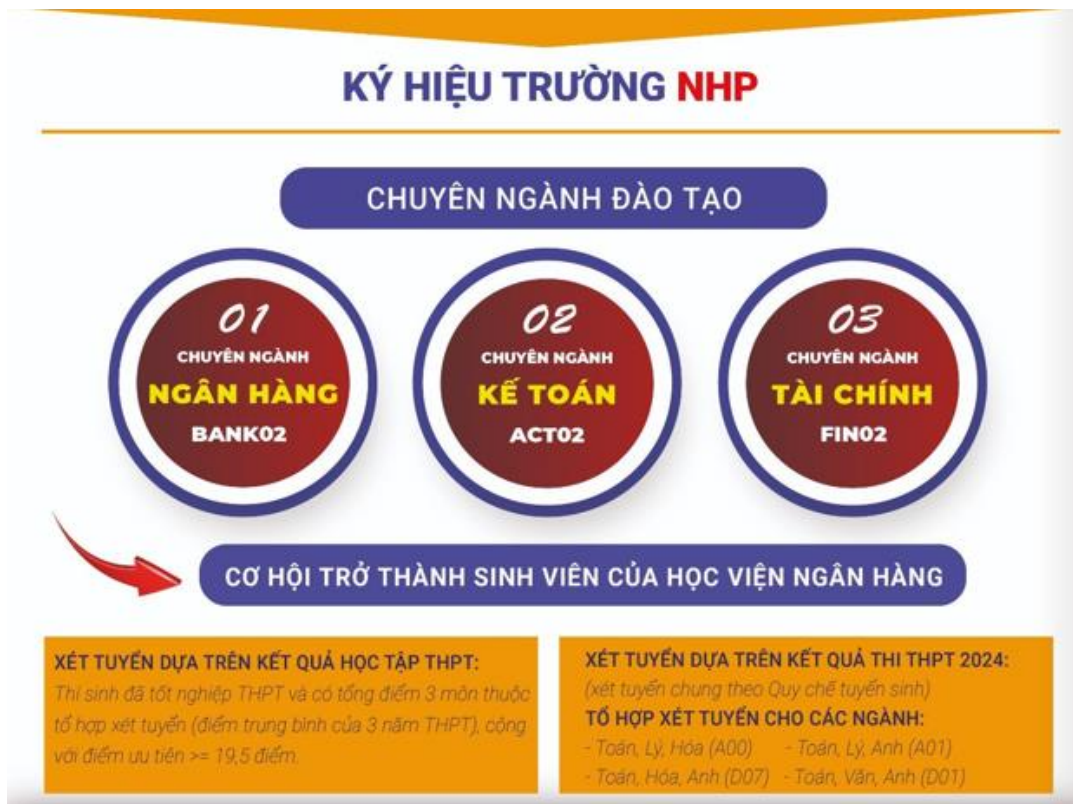 KÝ HIỆU TRƯỜNG NHP
CHUYÊN NGÀNH ĐÀO TẠO
01
CHUYÊN NGÀNH
NGÂN HÀNG
BANK02
02
CHUYÊN NGÀNH
KẾ TOÁN
ACT02
03
CHUYÊN NGÀNH
TÀI CHÍNH
FIN02
CƠ HỘI TRỞ THÀNH SINH VIÊN CỦA HỌC VIỆN NGÂN HÀNG
XÉT TUYỂN DỰA TRÊN KẾT QUẢ HỌC TẬP THPT:
Thí sinh đã tốt nghiệp THPT và có tổng điểm 3 môn thuộc
tổ hợp xét tuyển (điểm trung bình của 3 năm THPT), cộng
với điểm ưu tiên >= 19,5 điểm.
XÉT TUYỂN DỰA TRÊN KẾT QUẢ THI THPT 2024:
(xét tuyển chung theo Quy chế tuyển sinh)
TỔ HỢP XÉT TUYỂN CHO CÁC NGÀNH:
- Toán, Lý, Hóa (A00) - Toán, Lý, Anh (A01)
- Toán, Hóa, Anh (D07) - Toán, Văn, Anh (D01)